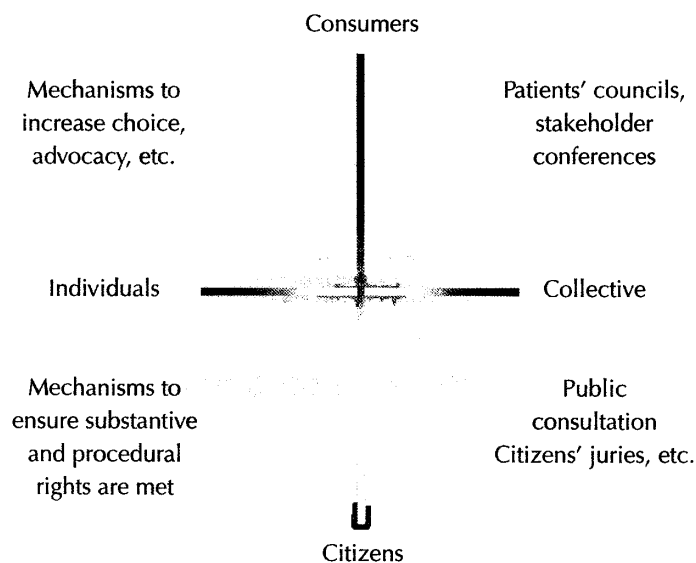 Consumers
Mechanisms to
increase choice,
advocacy, etc.
Patients' councils,
stakeholder
conferences
Individuals
Collective
Mechanisms to
ensure substantive
and procedural
rights are met
Public
consultation
Citizens' juries, etc.
Citizens